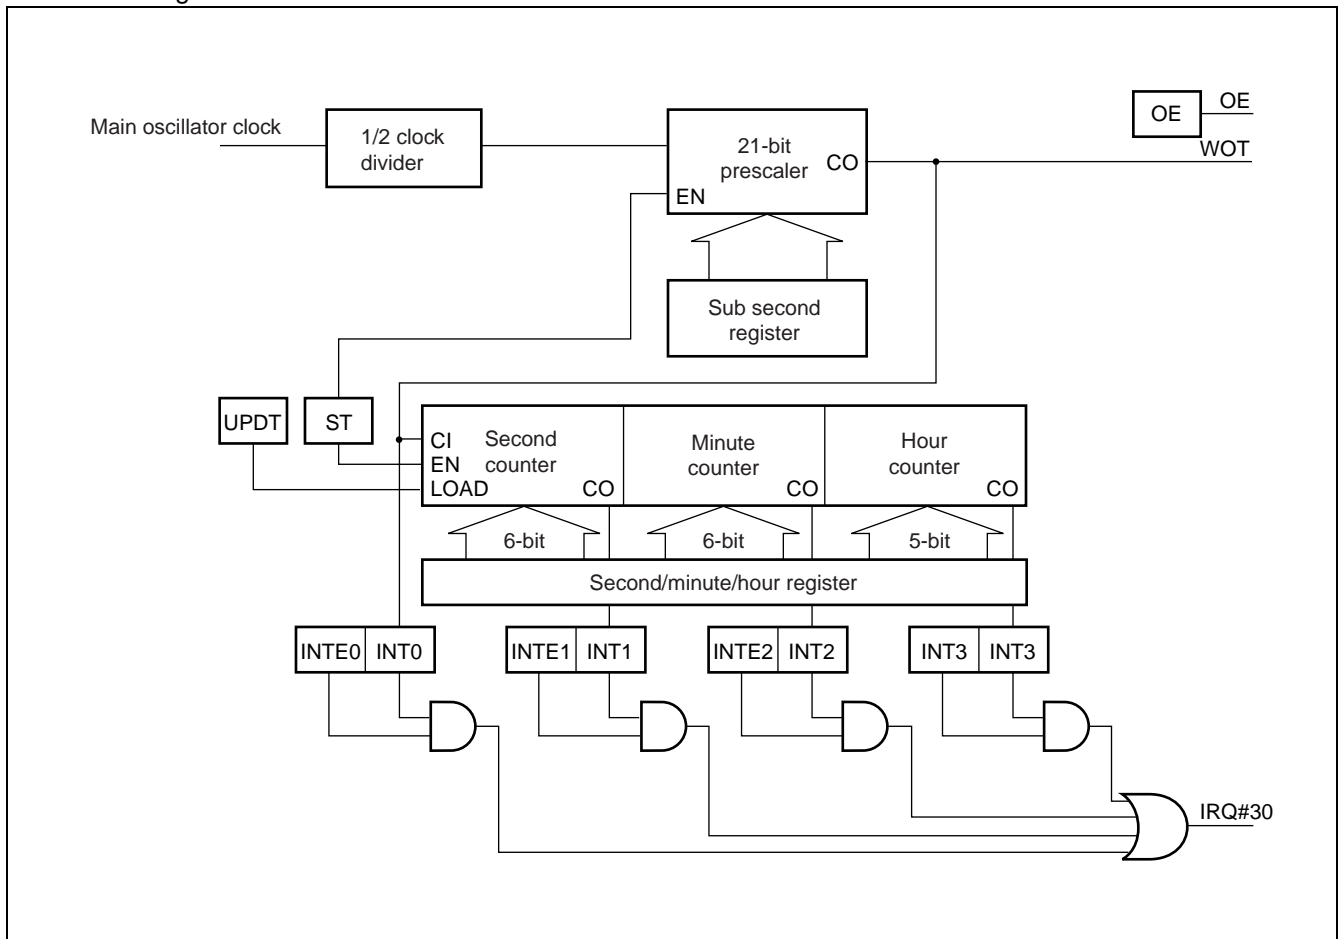 Main oscillator clock
1/2 clock
divider
21-bit
prescaler
CO
EN
OE
OE
WOT
Sub second
register
UPDT
ST
CI
EN
LOAD
Second
counter
CO
Minute
counter
CO
Hour
counter
CO
6-bit
6-bit
5-bit
Second/minute/hour register
INTE0
INT0
INTE1
INT1
INTE2
INT2
INT3
INT3
IRQ#30